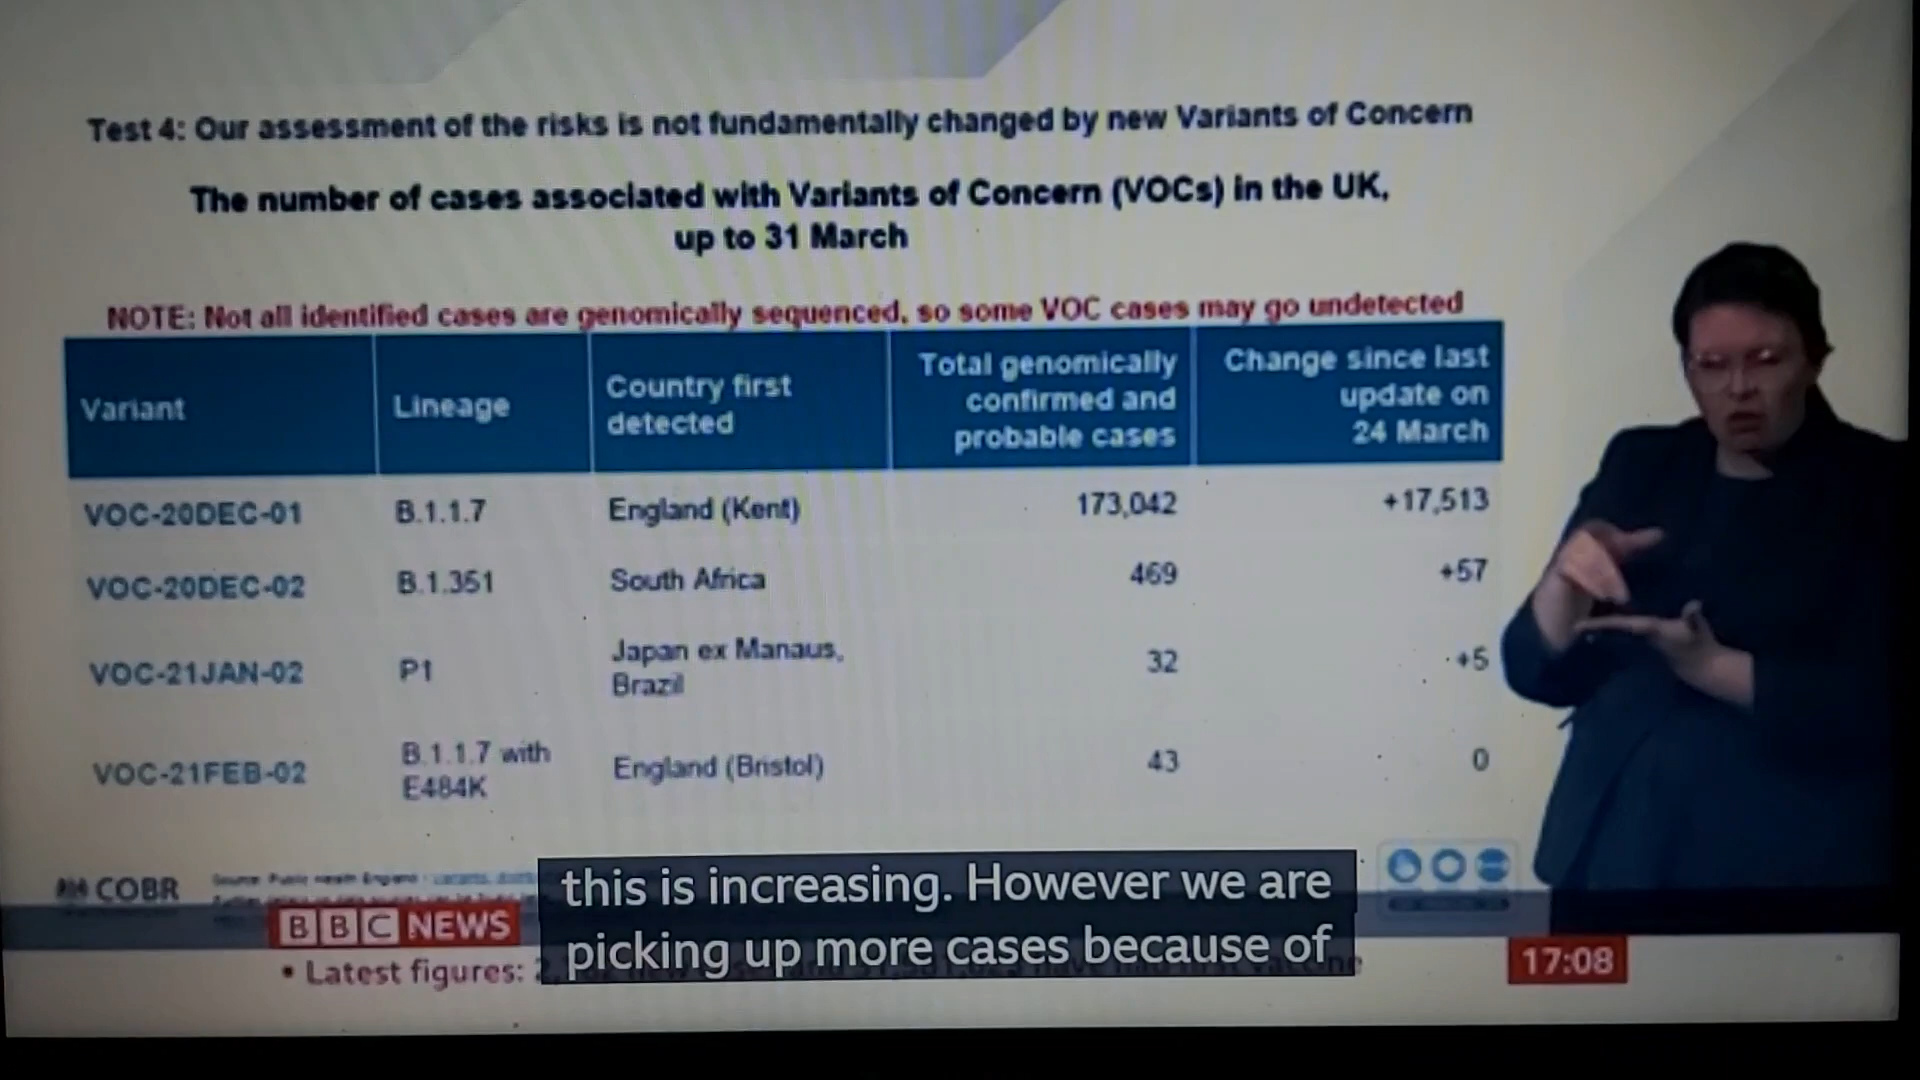 Test 4: Our assessment of the risks is not fundamentally changed by new Variants of Concern
The number of cases associated with Variants of Concern (VOCs) in the UK,
up to 31 March
NOTE: Not all identified cases are genomically sequenced, so some VOC cases may go undetected
Variant
Lineage
Country first
detected
Total genomically
confirmed and
probable cases
Change since last
update on
24 March
VOC-20DEC-01 B.1.1.7 England (Kent) 173,042 +17,513
VOC-20DEC-02 B.1.351 South Africa 469 +57
VOC-21JAN-02 P1 Japan ex Manaus, Brazil 32 +5
VOC-21FEB-02 B.1.1.7 with E484K England (Bristol) 43 0
COBR
Source: Public Health England
this is increasing. However we are
picking up more cases because of
BBC NEWS
• Latest figures:
17:08